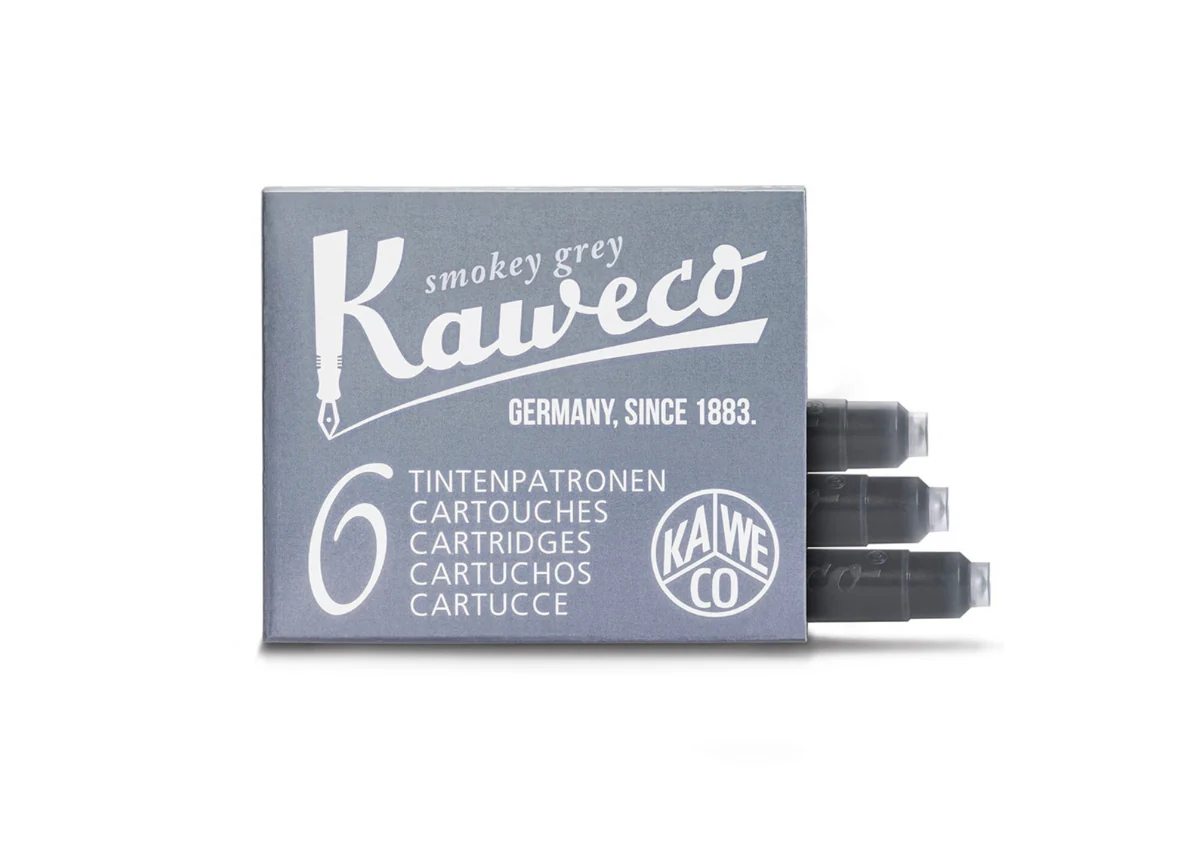 smokey grey
Kaweco
GERMANY, SINCE 1883.
6
TINTENPATRONEN
CARTOUCHES
CARTRIDGES
CARTUCHOS
CARTUCCE
KA WE
CO